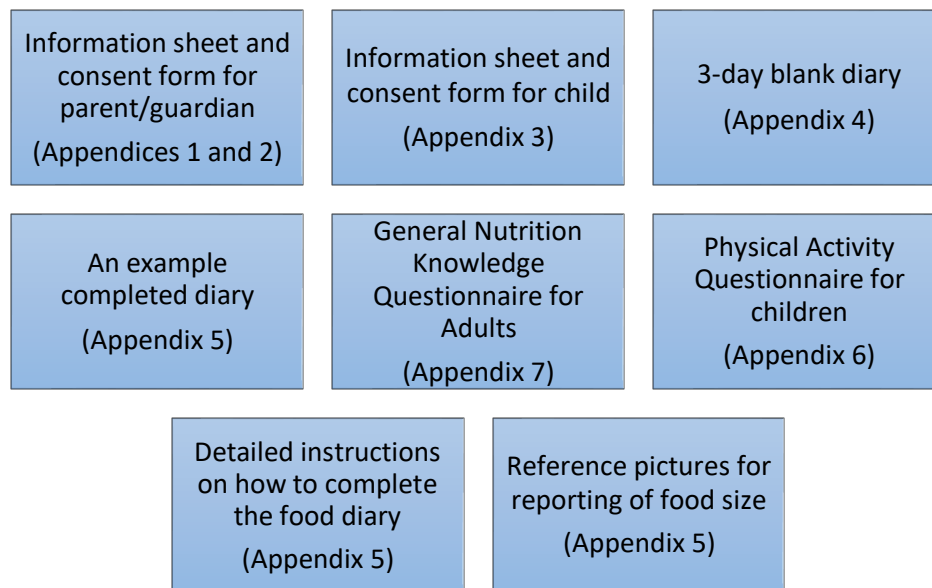 Information sheet and
consent form for
parent/guardian
(Appendices 1 and 2)
Information sheet and
consent form for child
(Appendix 3)
3-day blank diary
(Appendix 4)
An example
completed diary
(Appendix 5)
General Nutrition
Knowledge
Questionnaire for
Adults
(Appendix 7)
Physical Activity
Questionnaire for
children
(Appendix 6)
Detailed instructions
on how to complete
the food diary
(Appendix 5)
Reference pictures for
reporting of food size
(Appendix 5)